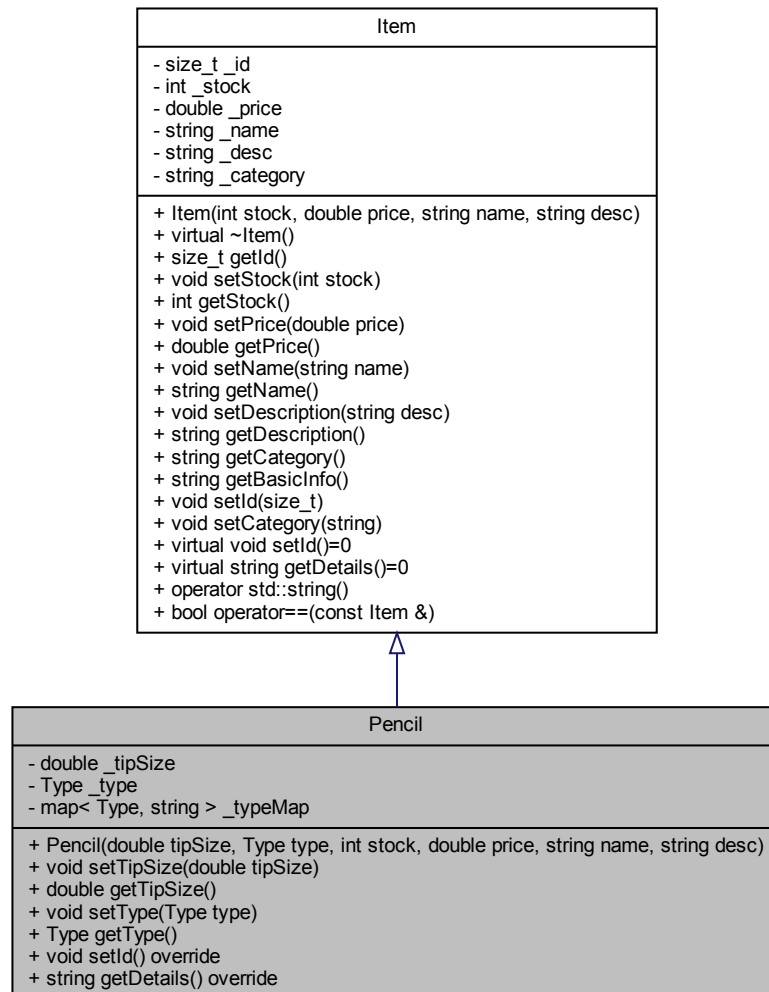 Item
- size_t _id
- int _stock
- double _price
- string _name
- string _desc
- string _category
+ Item(int stock, double price, string name, string desc)
+ virtual ~Item()
+ size_t getId()
+ void setStock(int stock)
+ int getStock()
+ void setPrice(double price)
+ double getPrice()
+ void setName(string name)
+ string getName()
+ void setDescription(string desc)
+ string getDescription()
+ string getCategory()
+ string getBasicInfo()
+ void setId(size_t)
+ void setCategory(string)
+ virtual void setId()=0
+ virtual string getDetails()=0
+ operator std::string()
+ bool operator==(const Item &)
Pencil
- double _tipSize
- Type _type
- map< Type, string > _typeMap
+ Pencil(double tipSize, Type type, int stock, double price, string name, string desc)
+ void setTipSize(double tipSize)
+ double getTipSize()
+ void setType(Type type)
+ Type getType()
+ void setId() override
+ string getDetails() override